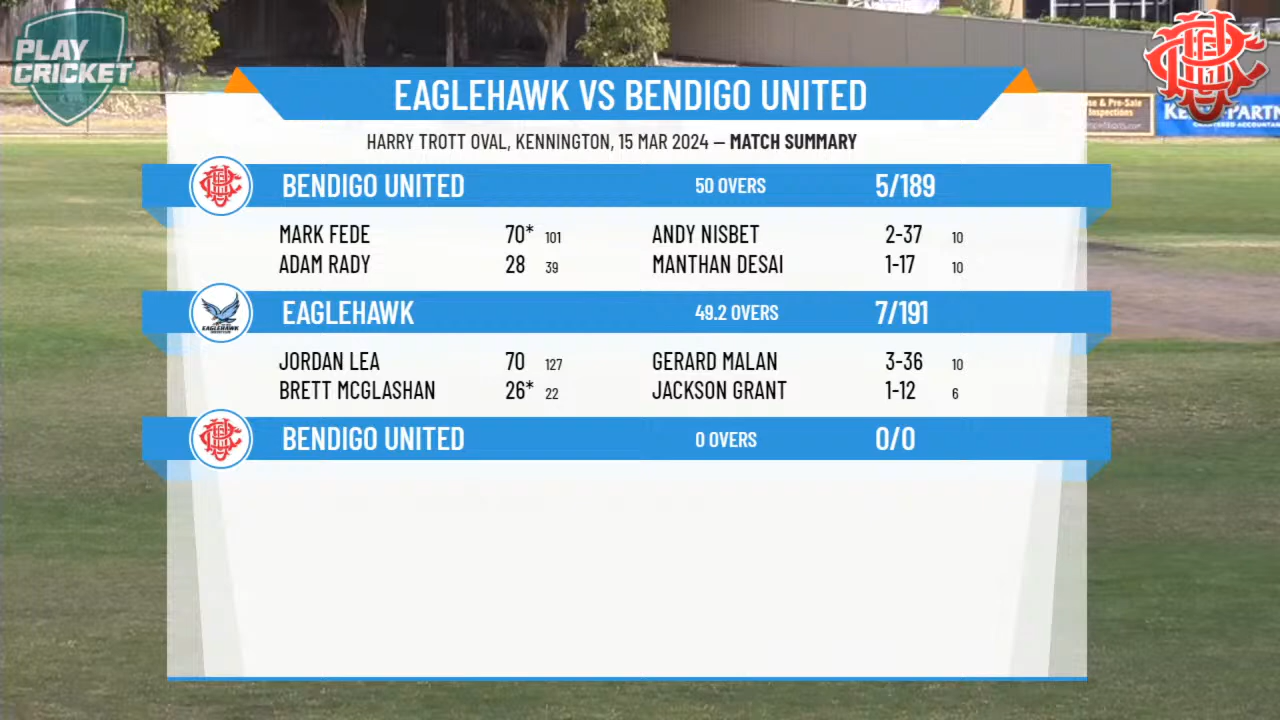 PLAY
CRICKET
EAGLEHAWK VS BENDIGO UNITED
HARRY TROTT OVAL, KENNINGTON, 15 MAR 2024 – MATCH SUMMARY
BENDIGO UNITED 50 OVERS 5/189
MARK FEDE 70* 101 ANDY NISBET 2-37 10
ADAM RADY 28 39 MANTHAN DESAI 1-17 10
EAGLEHAWK 49.2 OVERS 7/191
EAGLEHAWK
JORDAN LEA 70 127 GERARD MALAN 3-36 10
BRETT MCGLASHAN 26* 22 JACKSON GRANT 1-12 6
BENDIGO UNITED 0 OVERS 0/0
& Pre-Sale